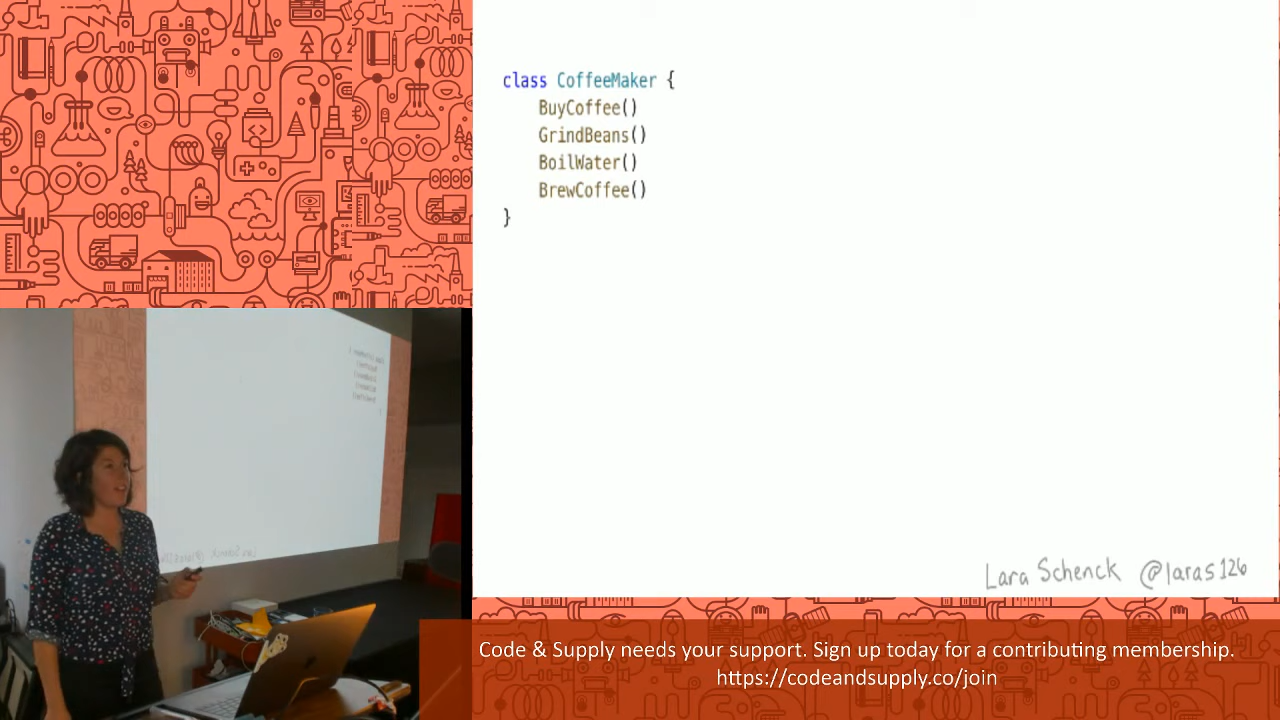 class CoffeeMaker {
    BuyCoffee()
    GrindBeans()
    BoilWater()
    BrewCoffee()
}
Lara Schenck @laras126
Code & Supply needs your support. Sign up today for a contributing membership.
https://codeandsupply.co/join